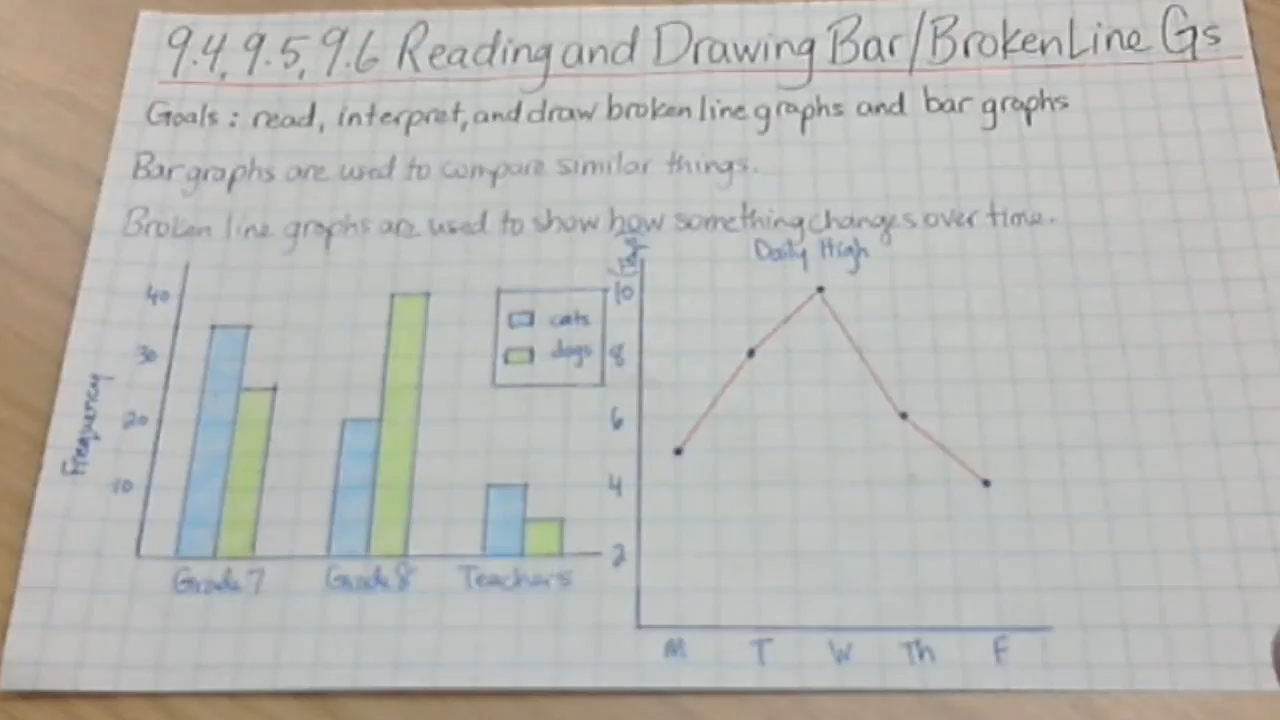 9.4, 9.5, 9.6 Reading and Drawing Bar/Broken Line Gs
Goals: read, interpret, and draw broken line graphs and bar graphs
Bar graphs are used to compare similar things.
Broken line graphs are used to show how something changes over time.
Frequency
40
30
20
10
Grade 7
Grade 8
Teachers
cats
dogs
Daily High
10
8
6
4
2
M
T
W
Th
F